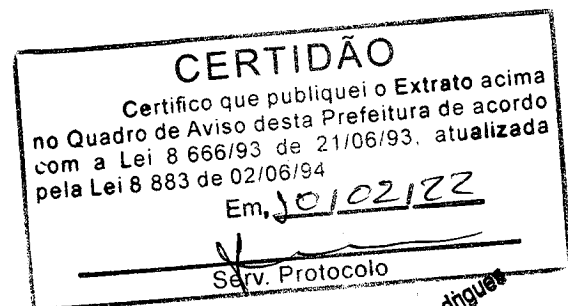 CERTIDÃO
Certifico que publiquei o Extrato acima
no Quadro de Aviso desta Prefeitura de acordo
com a Lei 8 666/93 de 21/06/93, atualizada
pela Lei 8 883 de 02/06/94
Em, 10/02/22
Serv. Protocolo